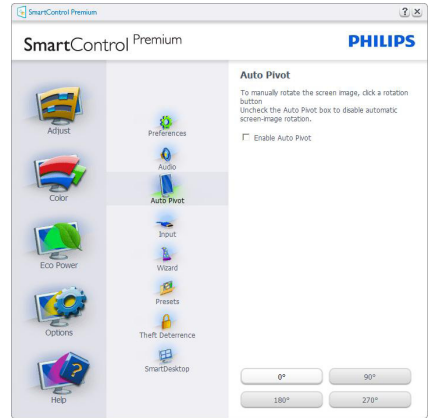 SmartControl Premium
? ×
SmartControl Premium
PHILIPS
Adjust
Color
Eco Power
Options
Help
Preferences
Audio
Auto Pivot
Input
Wizard
Presets
Theft Deterrence
SmartDesktop
Auto Pivot
To manually rotate the screen image, click a rotation
button
Uncheck the Auto Pivot box to disable automatic
screen-image rotation.
Enable Auto Pivot
0°
90°
180°
270°